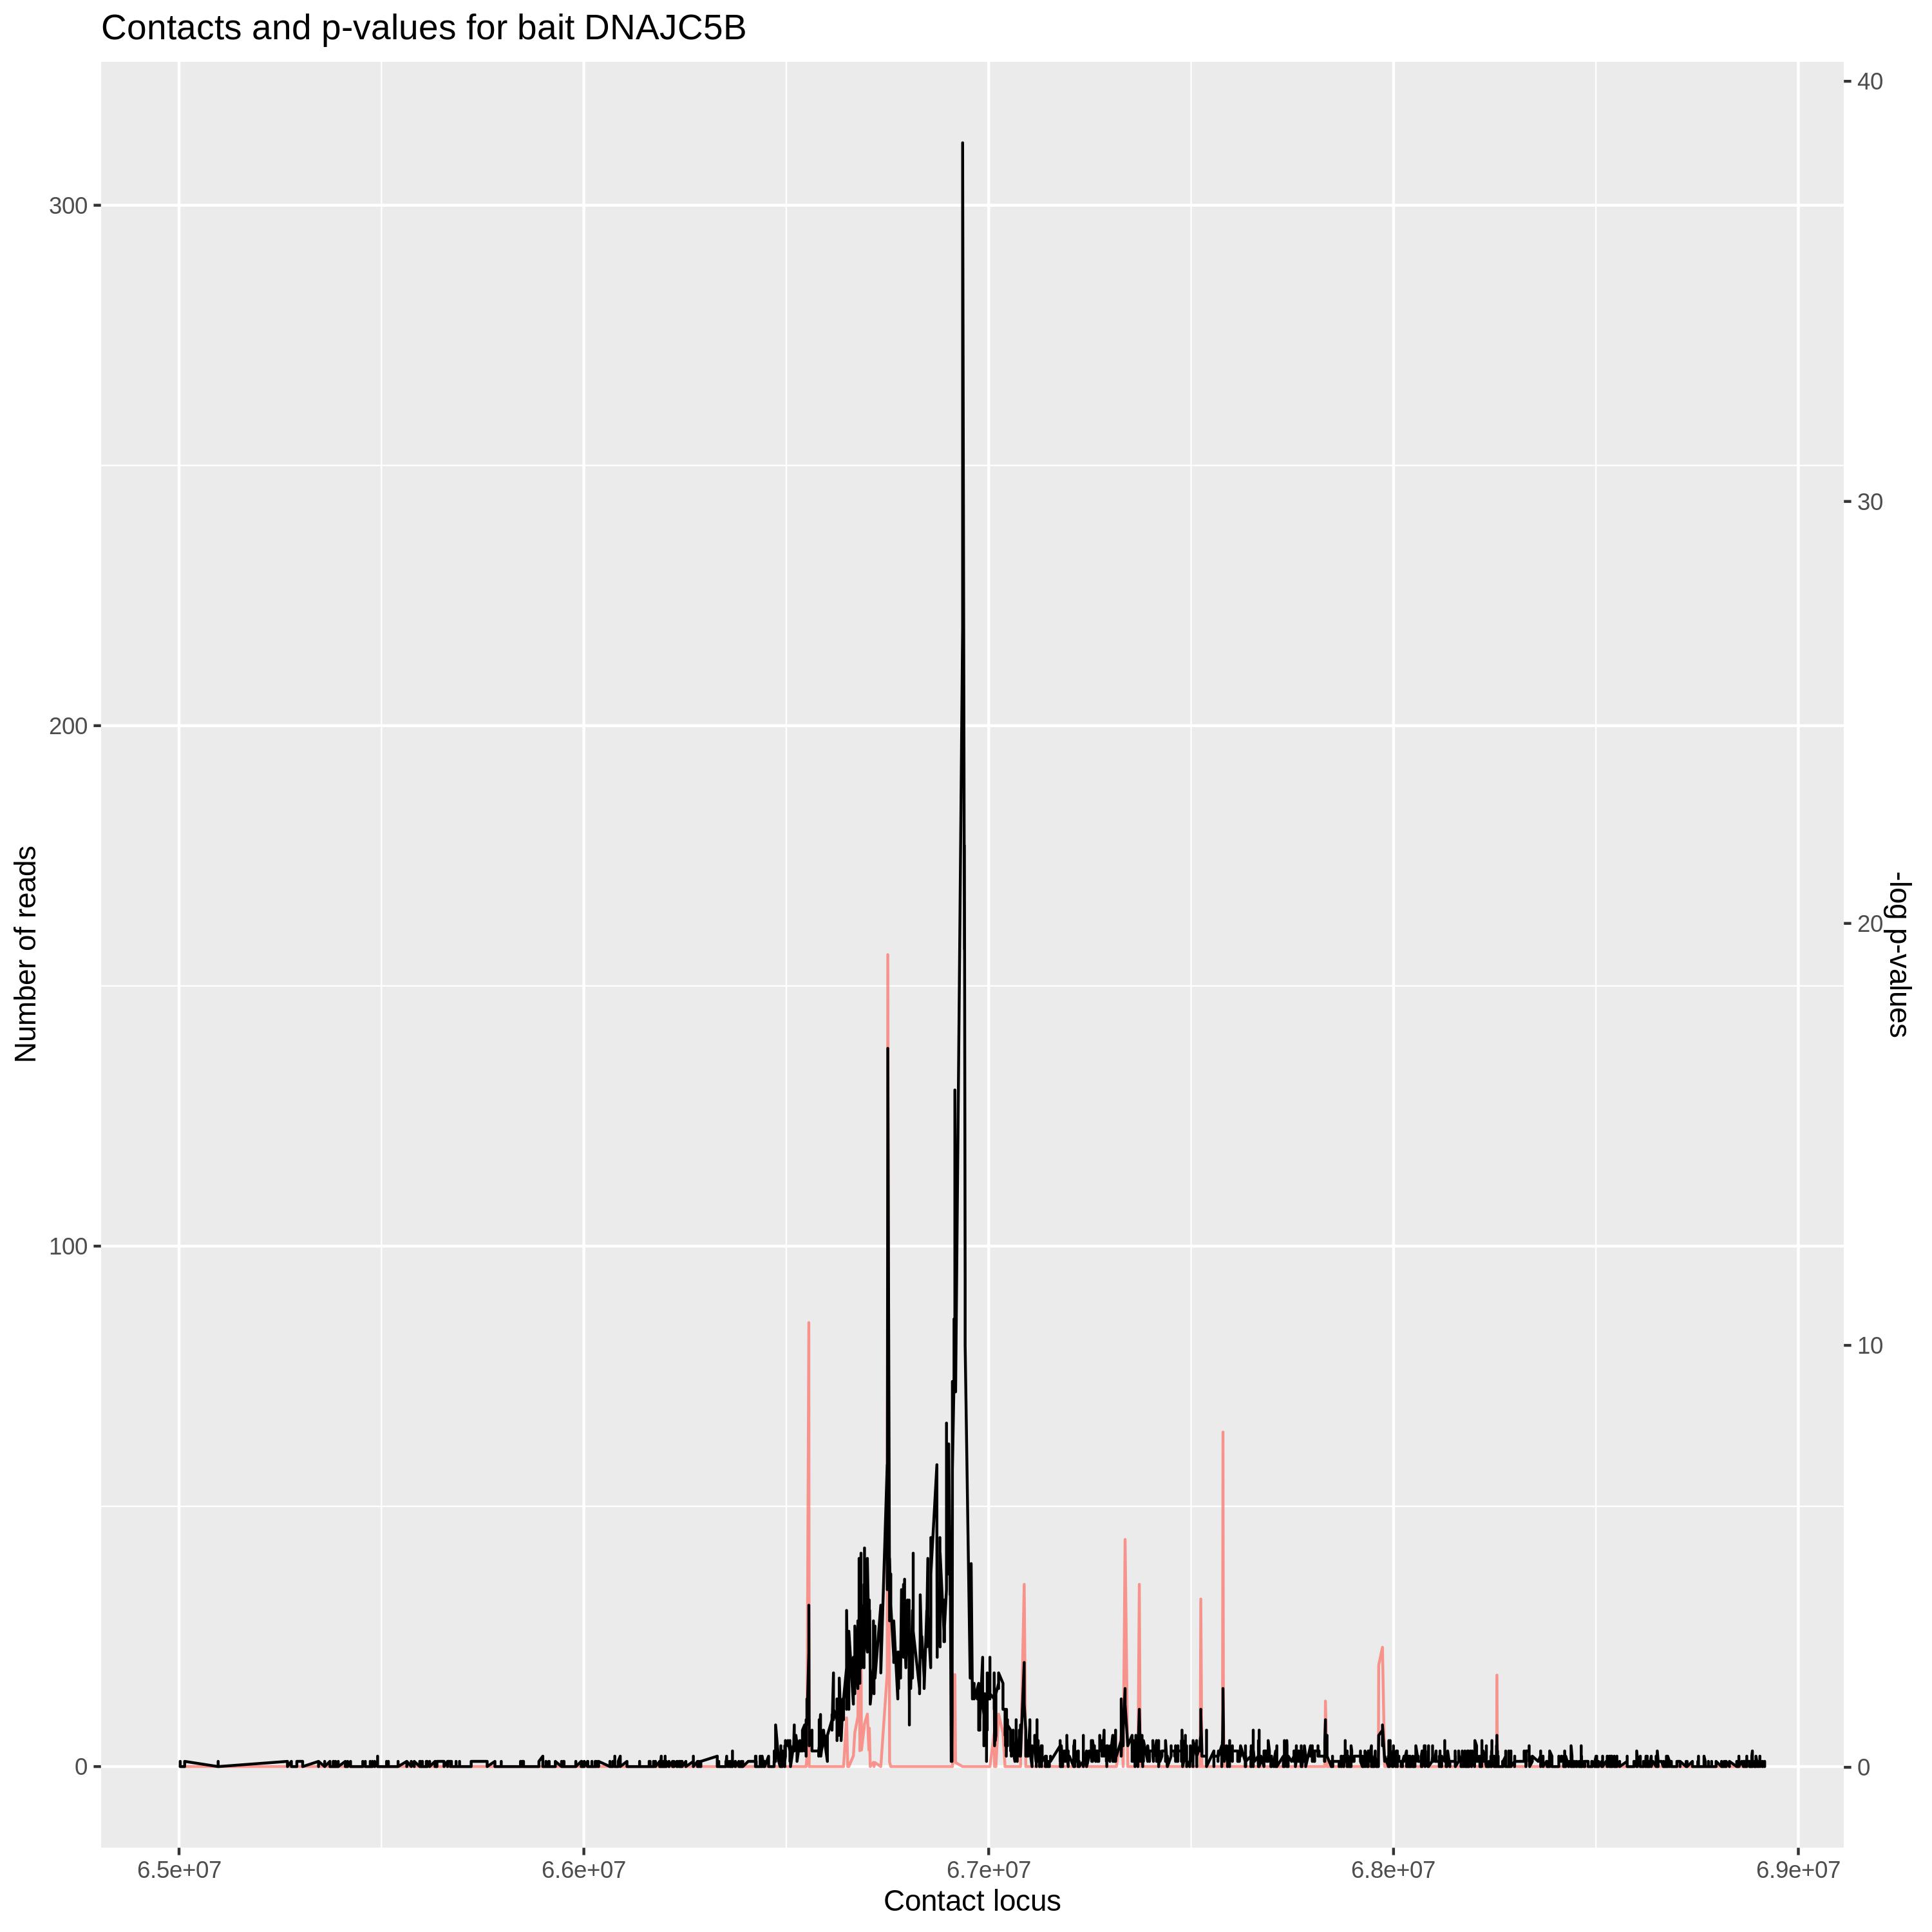 Contacts and p-values for bait DNAJC5B
Number of reads
300
200
100
0
40
30
20
10
0
-log p-values
6.5e+07
6.6e+07
6.7e+07
6.8e+07
6.9e+07
Contact locus